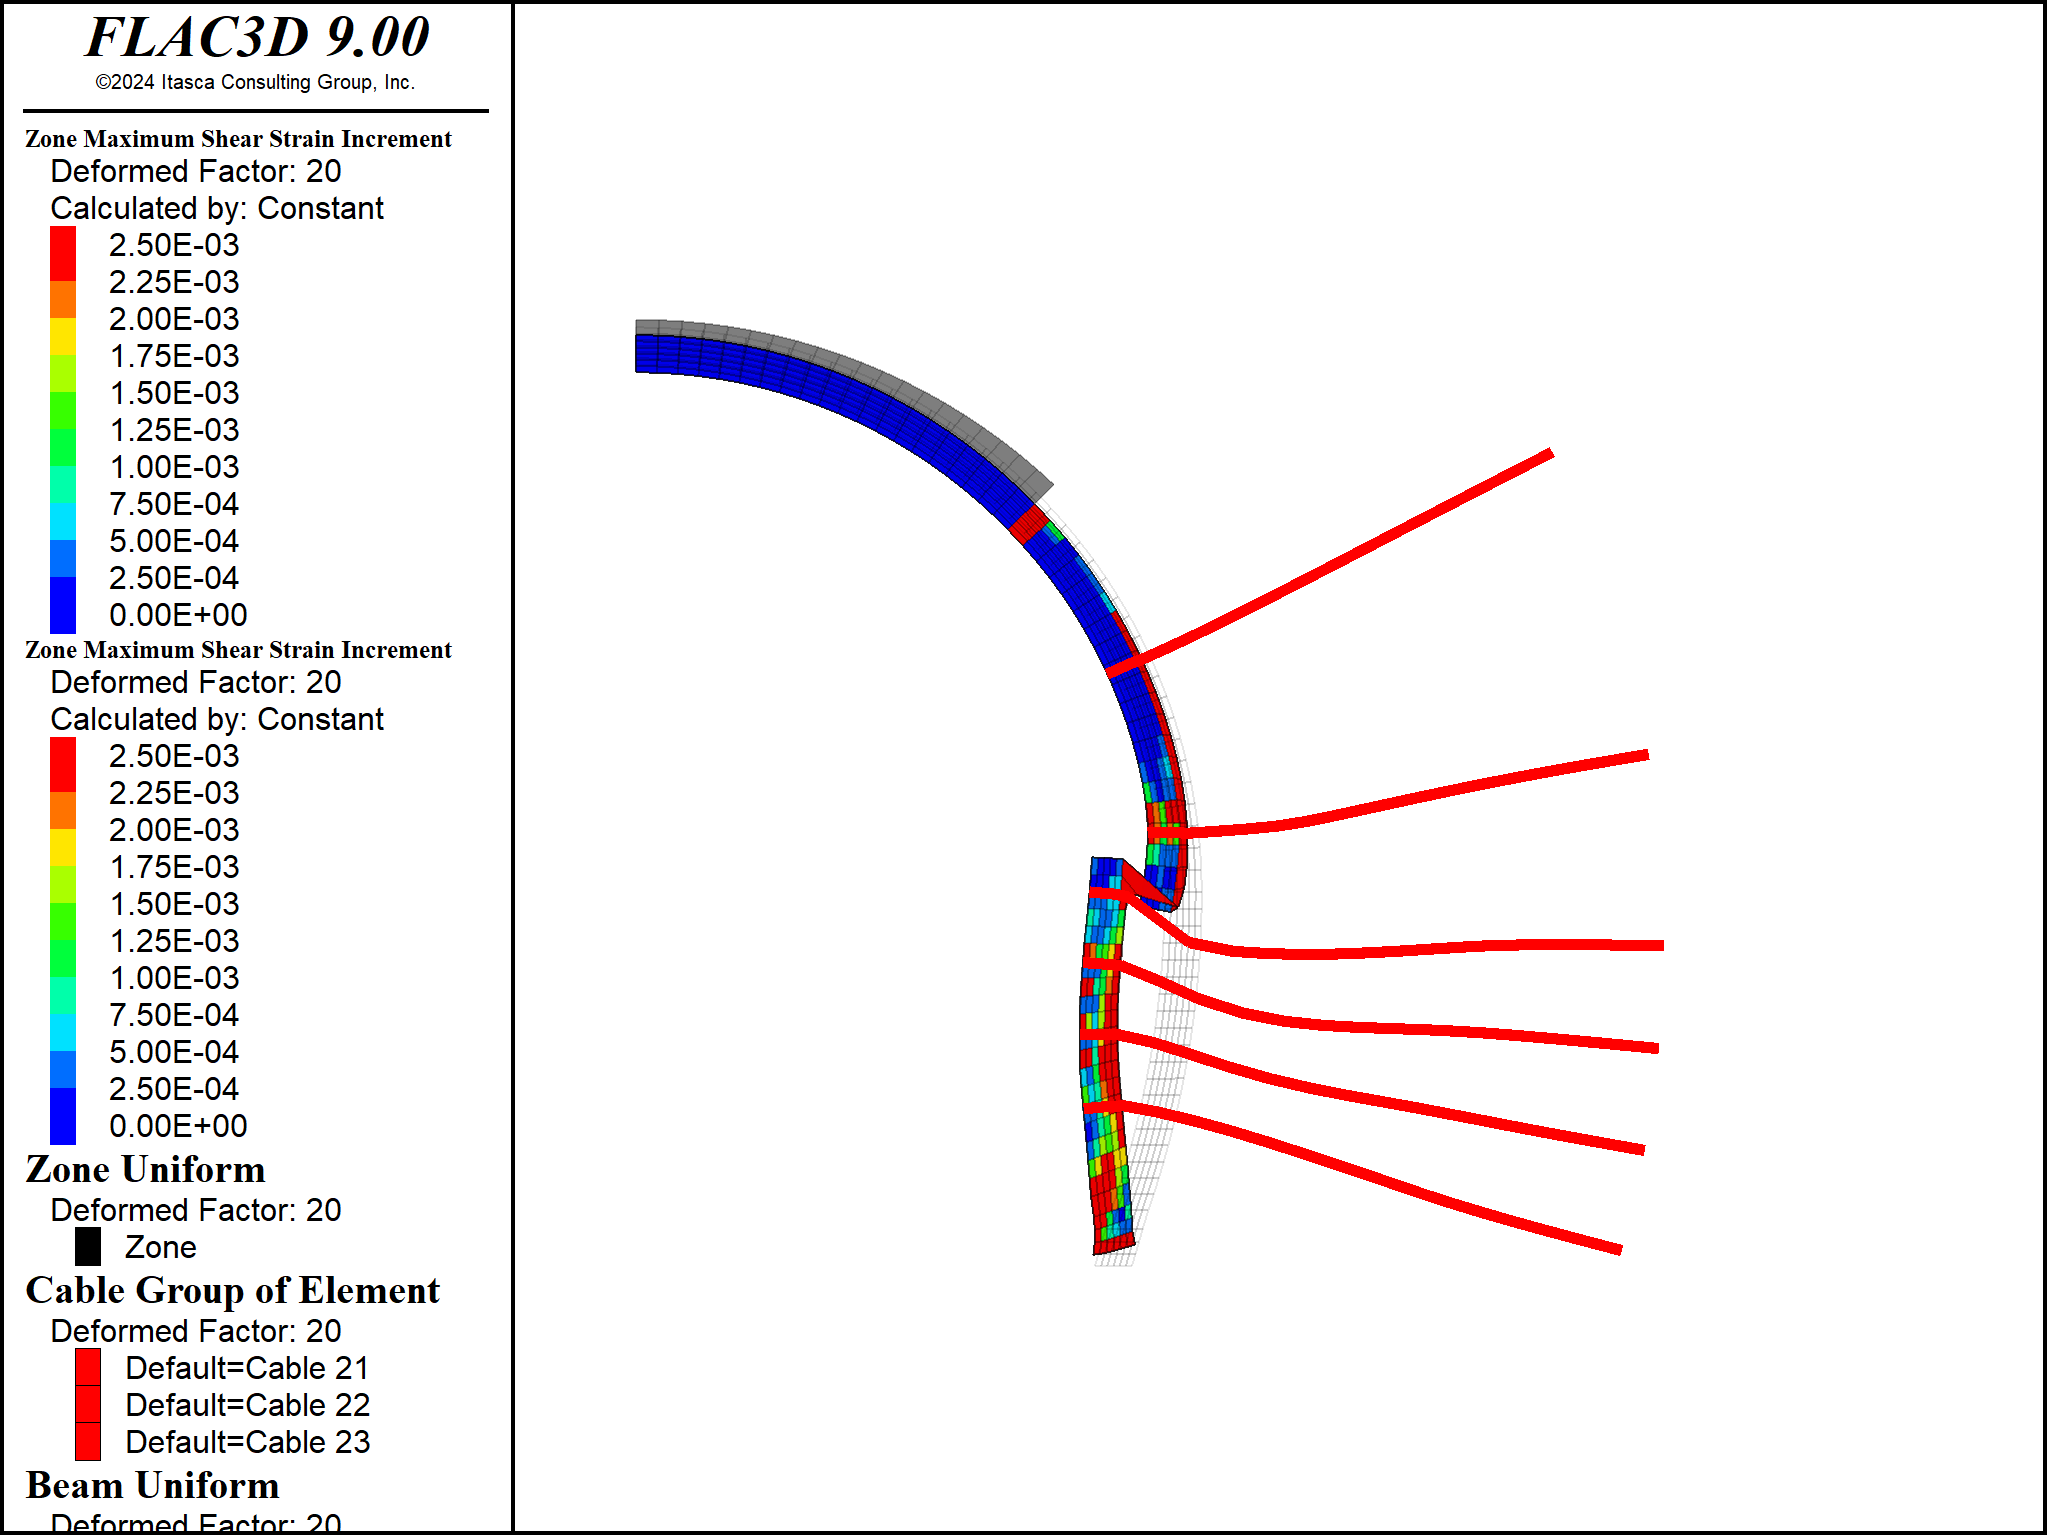 FLAC3D 9.00
©2024 Itasca Consulting Group, Inc.
Zone Maximum Shear Strain Increment
Deformed Factor: 20
Calculated by: Constant
2.50E-03
2.25E-03
2.00E-03
1.75E-03
1.50E-03
1.25E-03
1.00E-03
7.50E-04
5.00E-04
2.50E-04
0.00E+00
Zone Maximum Shear Strain Increment
Deformed Factor: 20
Calculated by: Constant
2.50E-03
2.25E-03
2.00E-03
1.75E-03
1.50E-03
1.25E-03
1.00E-03
7.50E-04
5.00E-04
2.50E-04
0.00E+00
Zone Uniform
Deformed Factor: 20
Zone
Cable Group of Element
Deformed Factor: 20
Default=Cable 21
Default=Cable 22
Default=Cable 23
Beam Uniform
Deformed Factor: 20